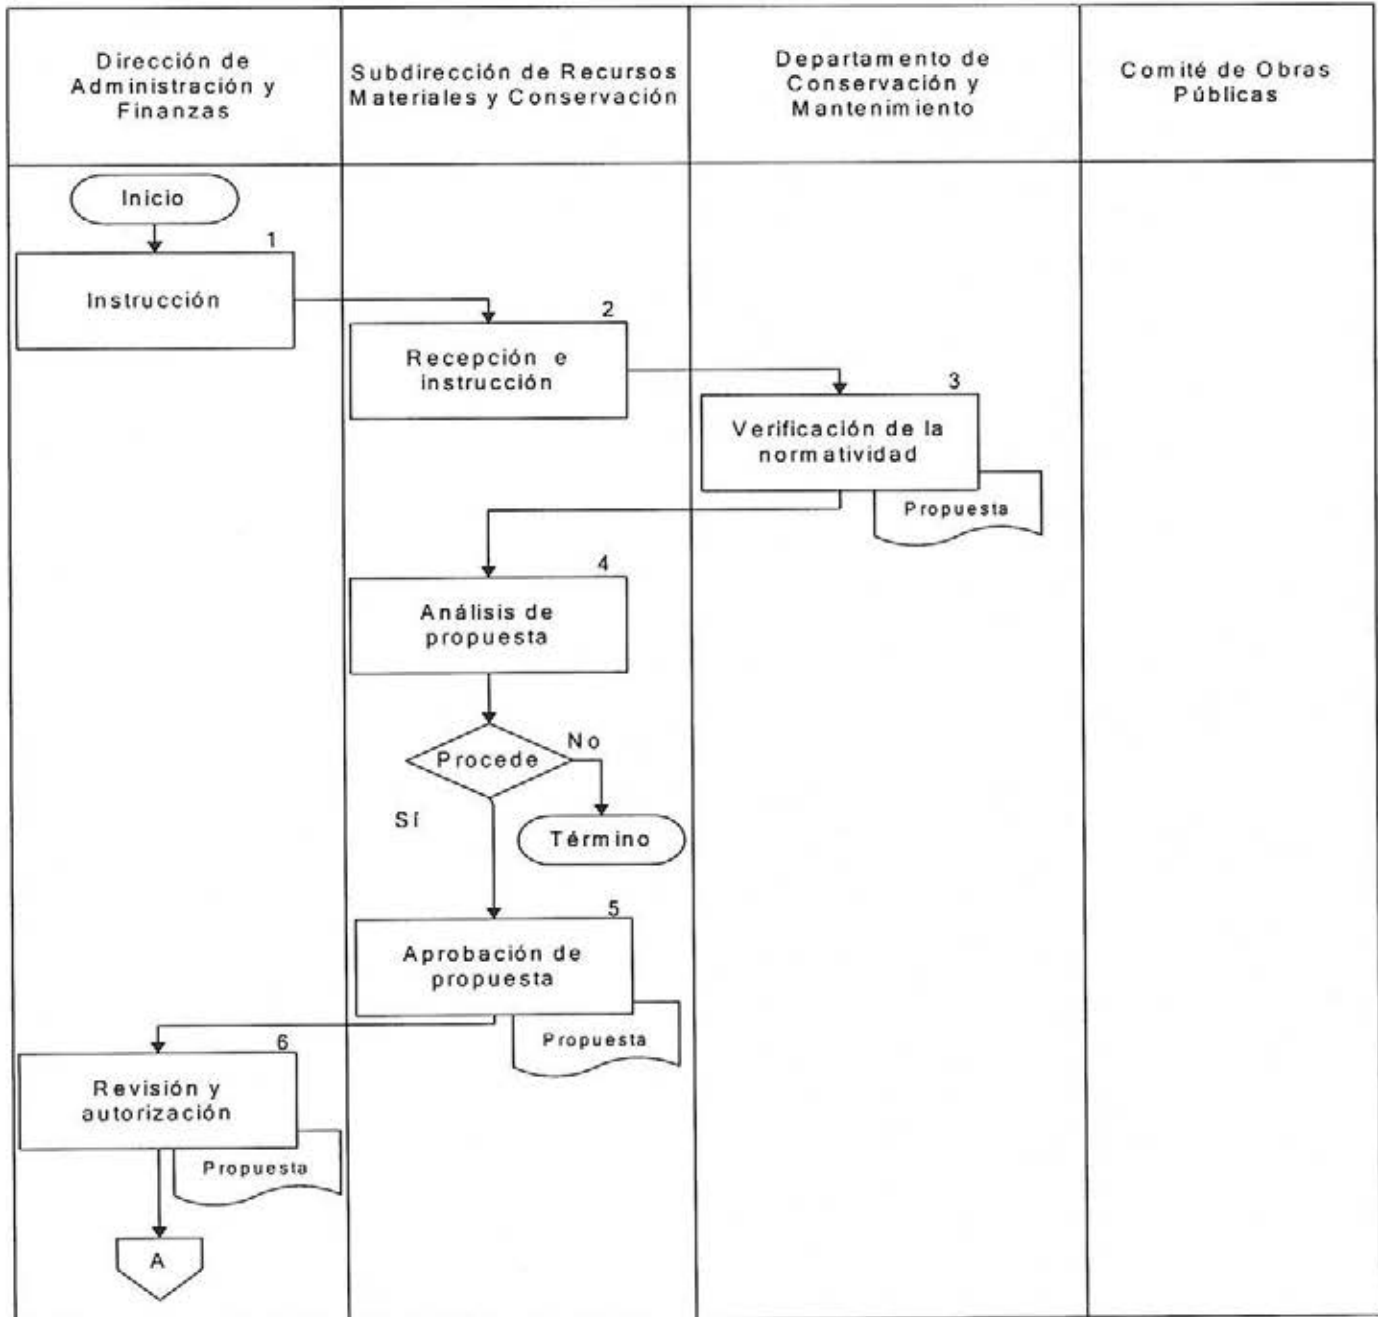 Dirección de
Administración y
Finanzas
Subdirección de Recursos
Materiales y Conservación
Departamento de
Conservación y
Mantenimiento
Comité de Obras
Públicas
Inicio
1
Instrucción
2
Recepción e
instrucción
3
Verificación de la
normatividad
Propuesta
4
Análisis de
propuesta
Procede
No
Sí
Término
5
Aprobación de
propuesta
Propuesta
6
Revisión y
autorización
Propuesta
A